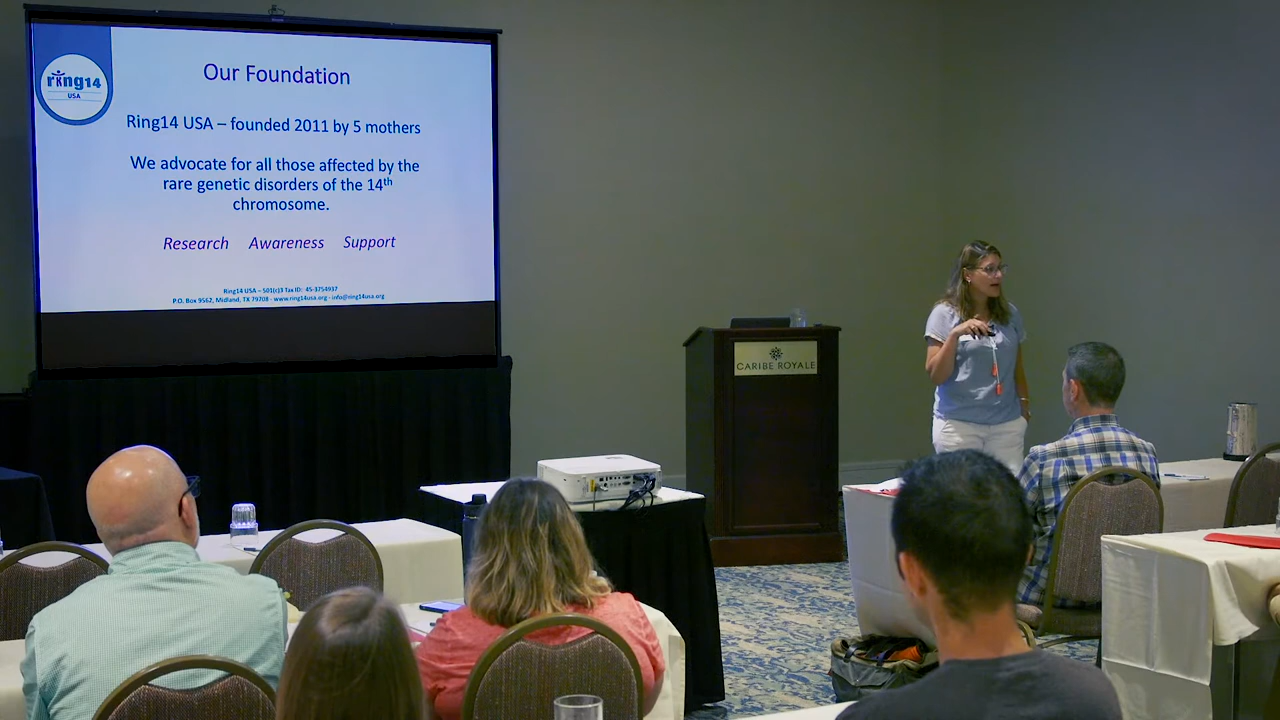 ring14
USA
Our Foundation
Ring14 USA – founded 2011 by 5 mothers
We advocate for all those affected by the
rare genetic disorders of the 14th
chromosome.
Research Awareness Support
Ring14 USA – 501(c)3 Tax ID: 45-3754937
P.O. Box 9562, Midland, TX 79708 - www.ring14usa.org - info@ring14usa.org
CARIBE ROYALE